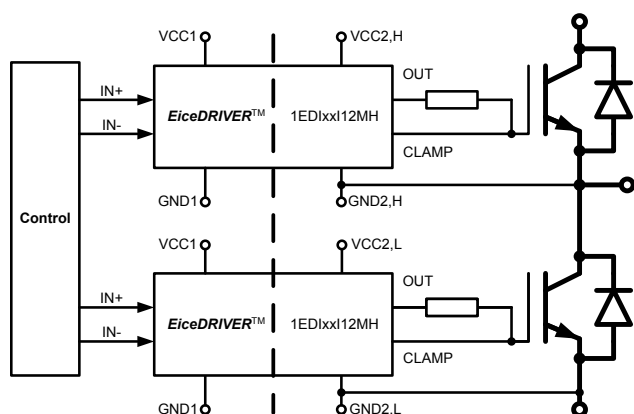 VCC1
VCC2,H
OUT
IN+
EiceDRIVER™
1EDIxxI12MH
IN-
CLAMP
GND1
GND2,H
Control
VCC1
VCC2,L
OUT
IN+
EiceDRIVER™
1EDIxxI12MH
IN-
CLAMP
GND1
GND2,L